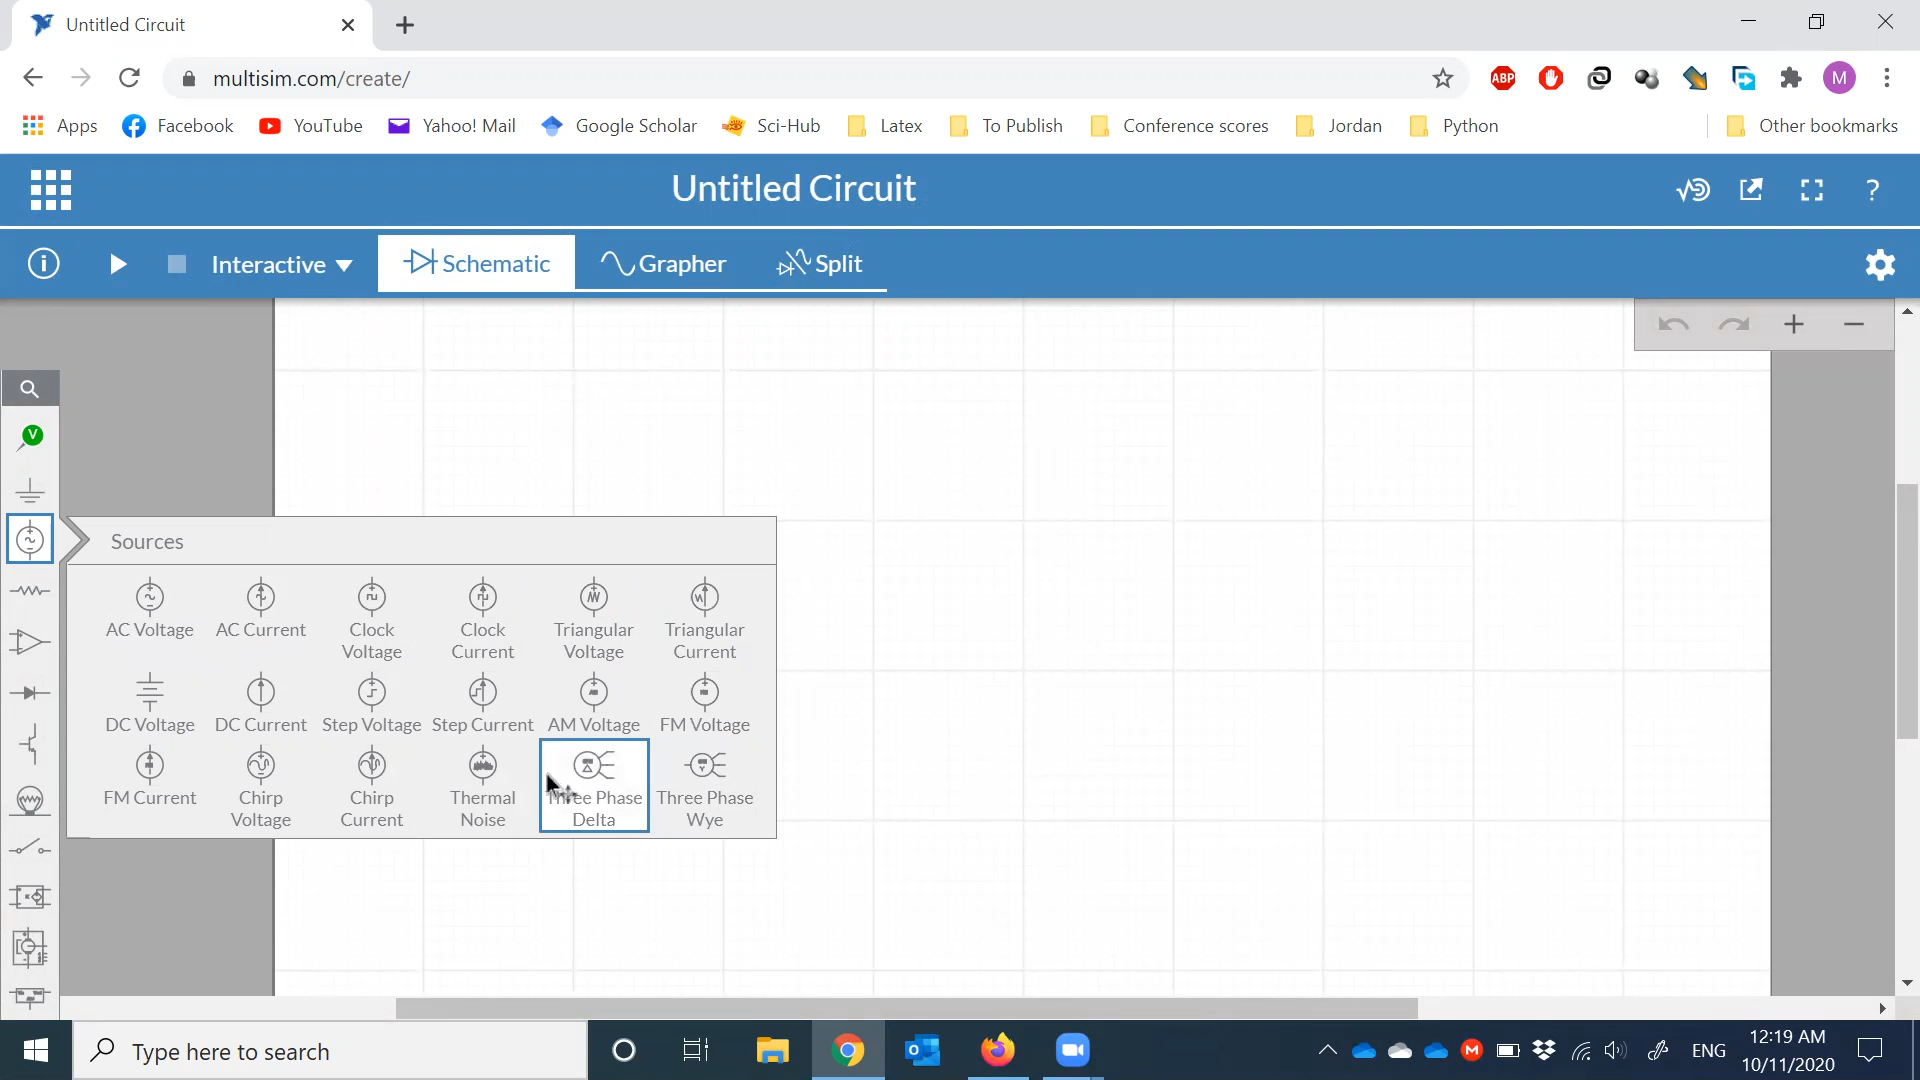 Untitled Circuit
multisim.com/create/
ABP
M
Apps
Facebook
YouTube
Yahoo! Mail
Google Scholar
Sci-Hub
Latex
To Publish
Conference scores
Jordan
Python
Other bookmarks
Untitled Circuit
?
Interactive
Schematic
Grapher
Split
V
Sources
AC Voltage
AC Current
Clock Voltage
Clock Current
Triangular Voltage
Triangular Current
DC Voltage
DC Current
Step Voltage
Step Current
AM Voltage
FM Voltage
FM Current
Chirp Voltage
Chirp Current
Thermal Noise
Three Phase Delta
Three Phase Wye
Type here to search
ENG
12:19 AM
10/11/2020